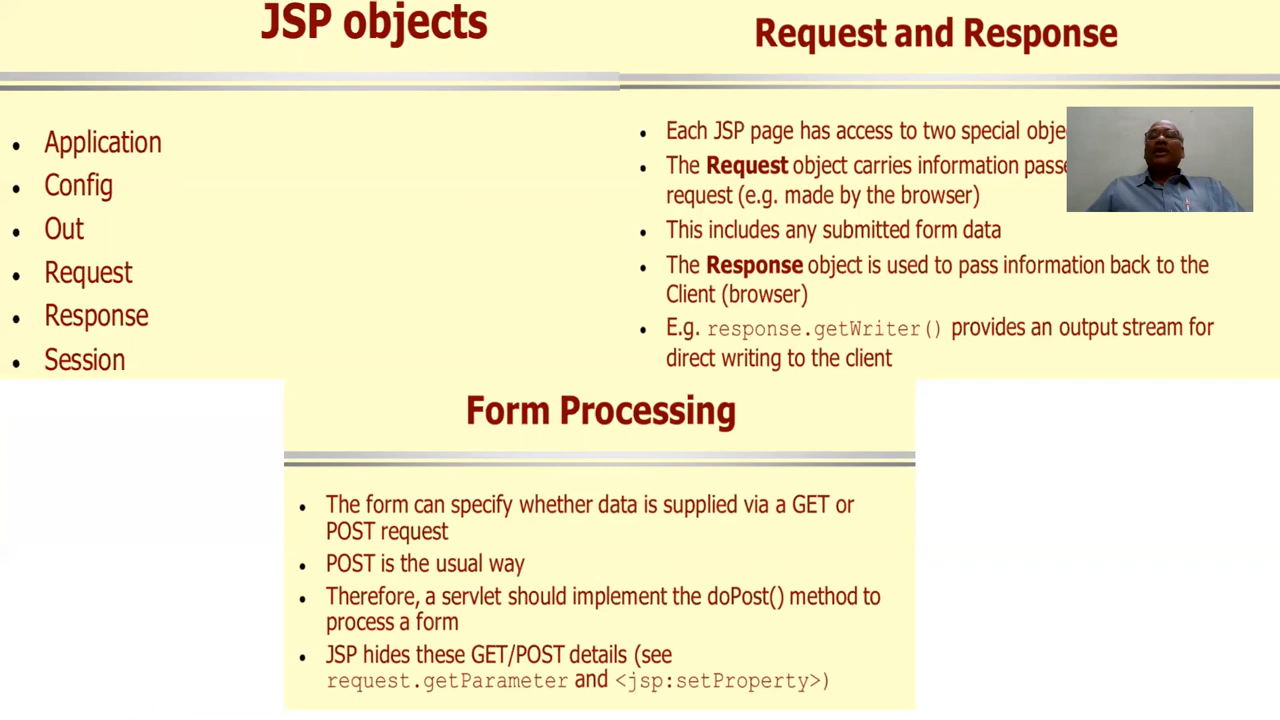 JSP objects
• Application
• Config
• Out
• Request
• Response
• Session
Request and Response
• Each JSP page has access to two special
• The Request object carries information
request (e.g. made by the browser)
• This includes any submitted form data
• The Response object is used to pass information back to the
Client (browser)
• E.g. response.getWriter() provides an output stream for
direct writing to the client
Form Processing
• The form can specify whether data is supplied via a GET or
POST request
• POST is the usual way
• Therefore, a servlet should implement the doPost() method to
process a form
• JSP hides these GET/POST details (see
request.getParameter and <jsp:setProperty>)